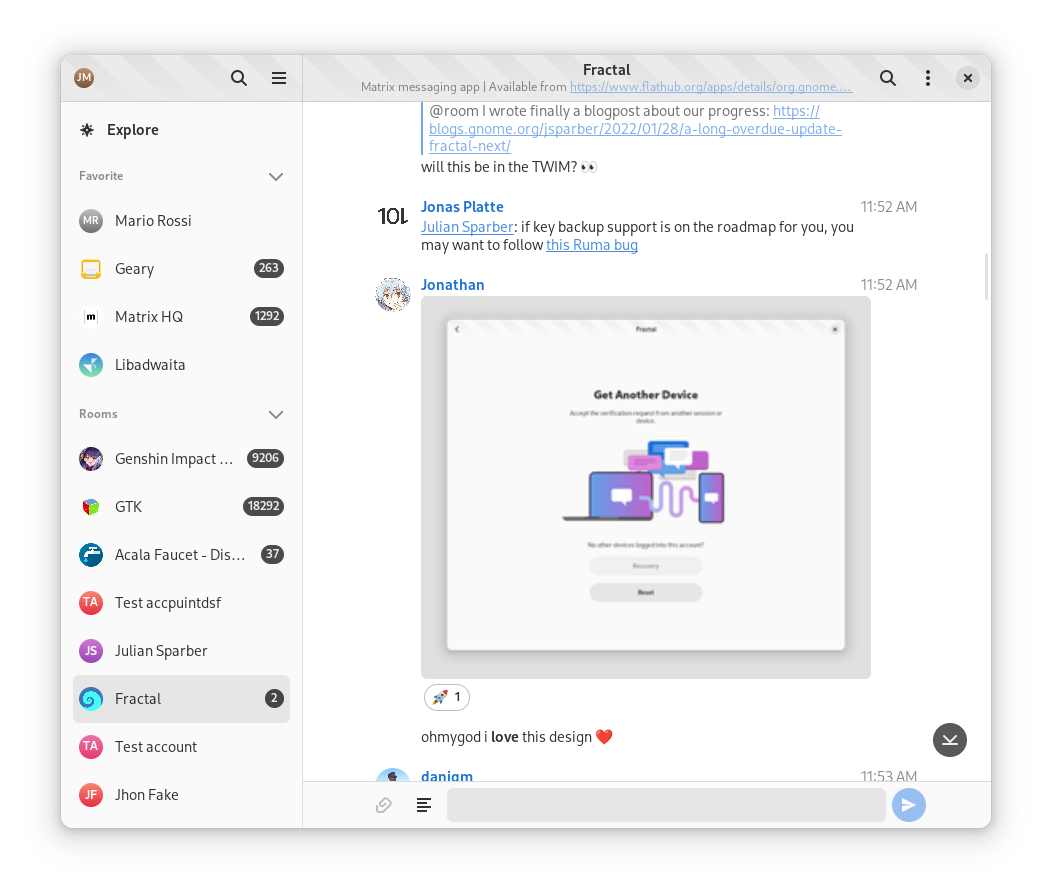 JM
Fractal
Matrix messaging app | Available from https://www.flathub.org/apps/details/org.gnome.…
Explore
Favorite
MR Mario Rossi
Geary 263
m Matrix HQ 1292
Libadwaita
Rooms
Genshin Impact … 9206
GTK 18292
Acala Faucet - Dis… 37
TA Test accpuintdsf
JS Julian Sparber
Fractal 2
TA Test account
JF Jhon Fake
@room I wrote finally a blogpost about our progress: https://
blogs.gnome.org/jsparber/2022/01/28/a-long-overdue-update-
fractal-next/
will this be in the TWIM? 👀
Jonas Platte 11:52 AM
Julian Sparber: if key backup support is on the roadmap for you, you
may want to follow this Ruma bug
Jonathan 11:52 AM
Fractal
Get Another Device
Accept the verification request from another session or
device.
No other devices logged into this account?
Recovery
Reset
🚀 1
ohmygod i love this design ❤️
danigm 11:53 AM